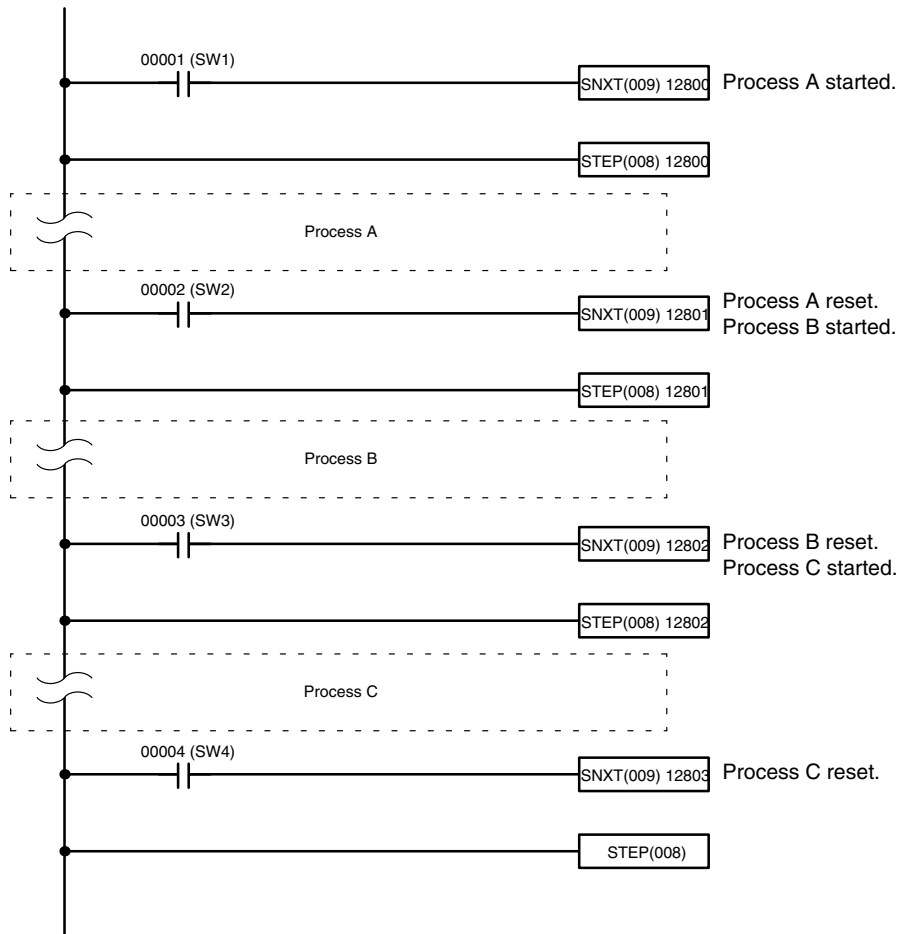 00001 (SW1)
SNXT(009) 12800
Process A started.
STEP(008) 12800
Process A
00002 (SW2)
SNXT(009) 12801
Process A reset.
Process B started.
STEP(008) 12801
Process B
00003 (SW3)
SNXT(009) 12802
Process B reset.
Process C started.
STEP(008) 12802
Process C
00004 (SW4)
SNXT(009) 12803
Process C reset.
STEP(008)